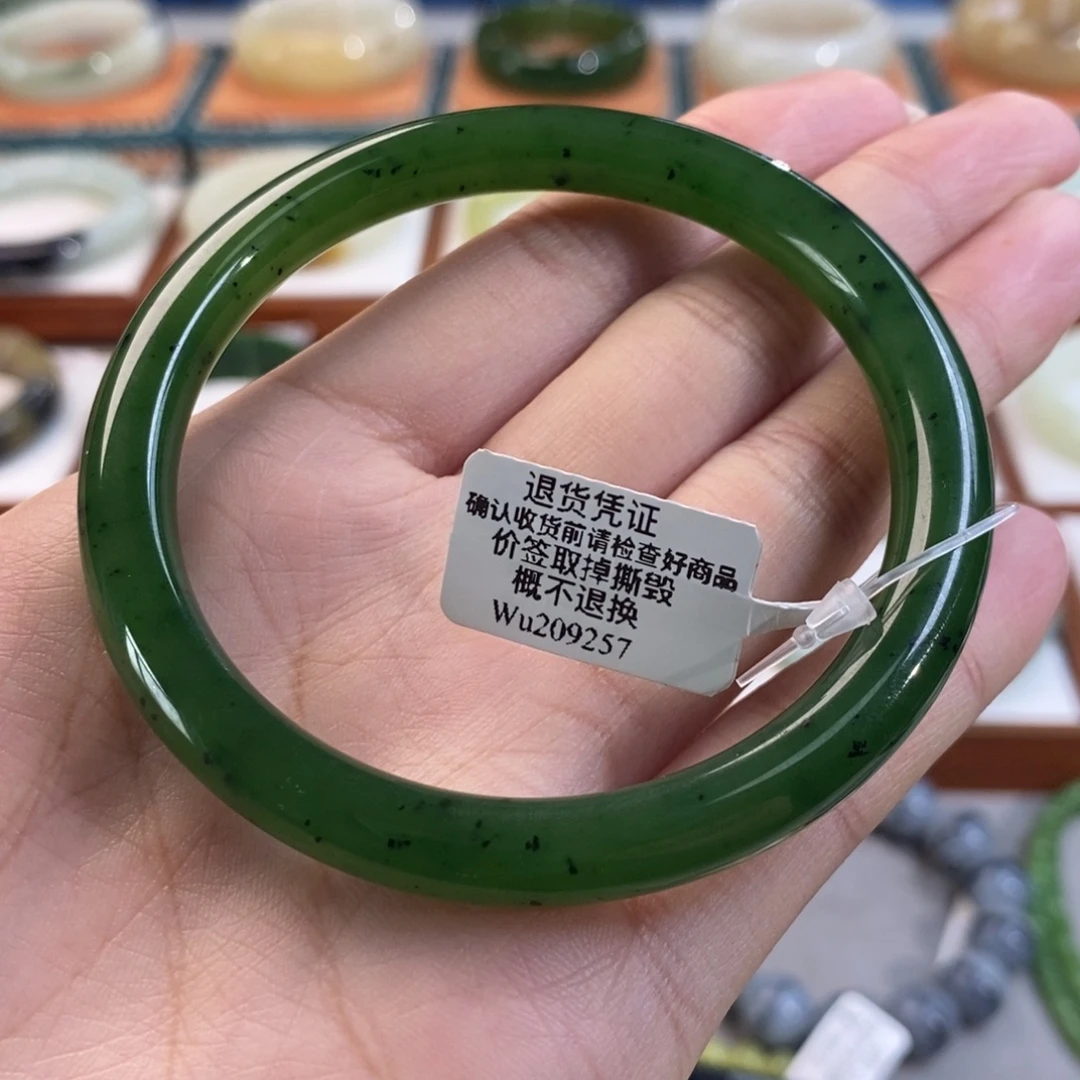 退货凭证
确认收货前请检查好商品
价签取掉撕毁
概不退换
Wu209257